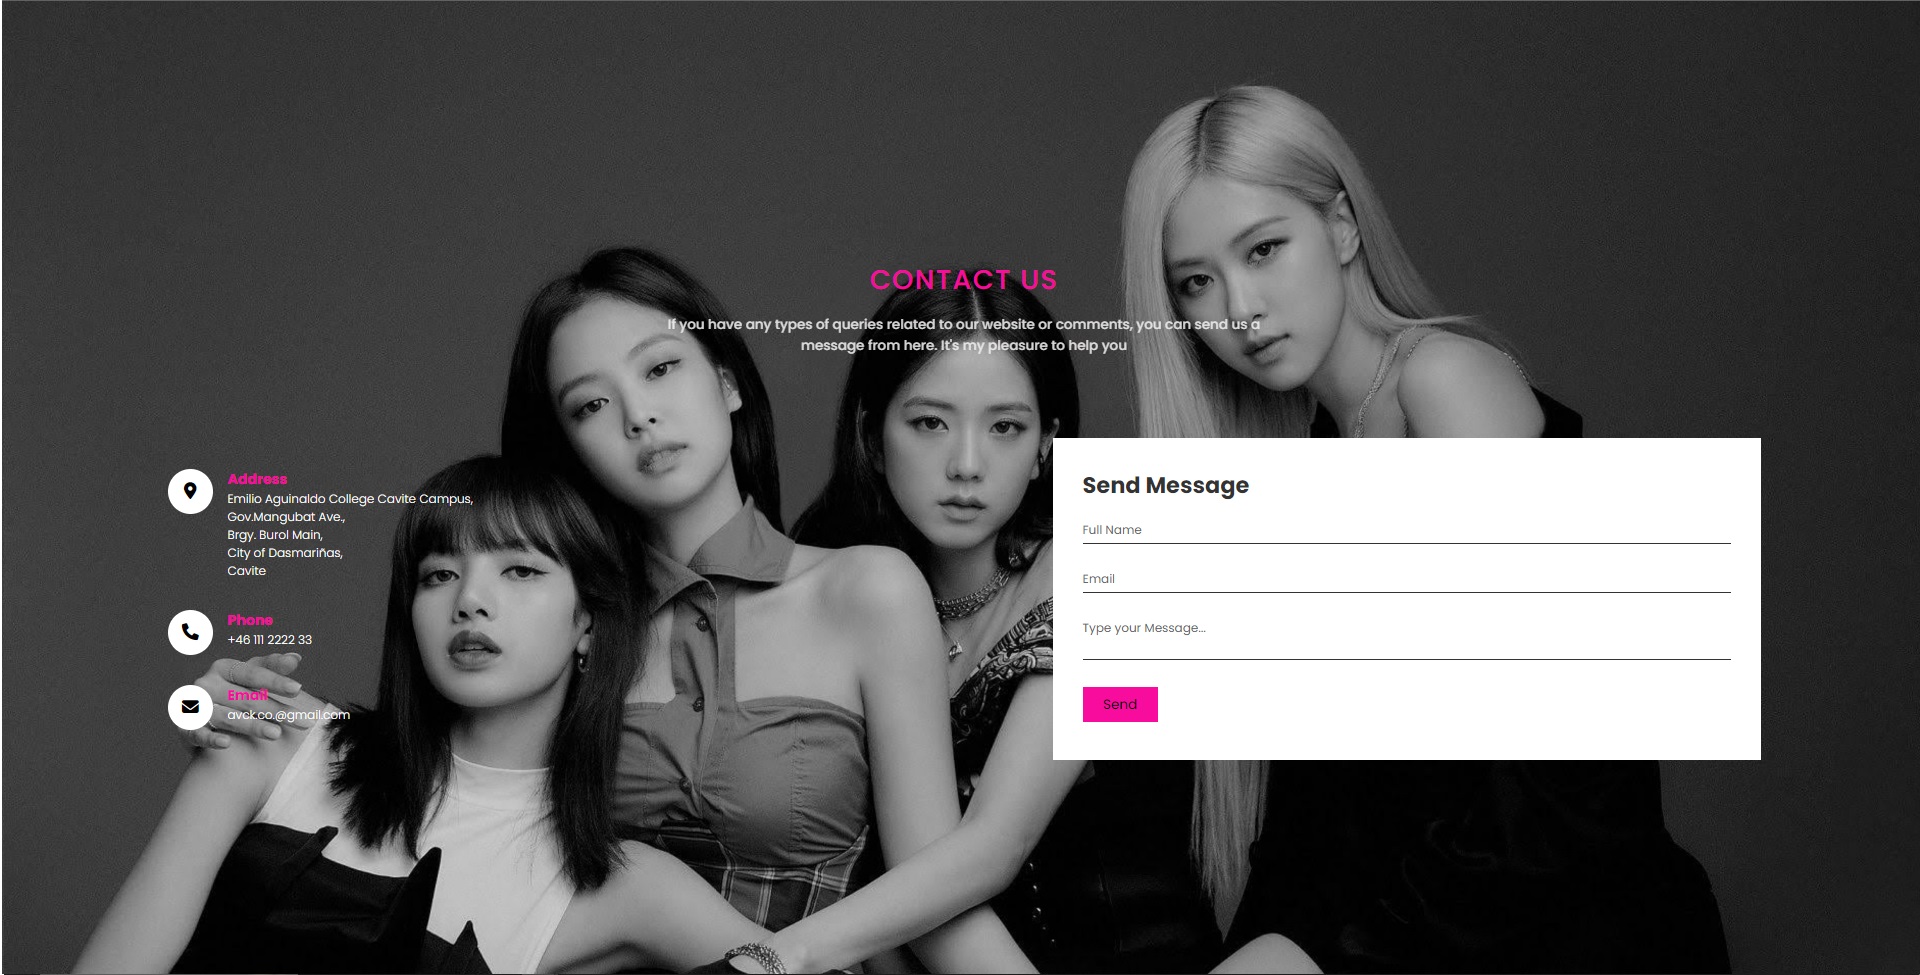 CONTACT US
If you have any types of queries related to our website or comments, you can send us a
message from here. It's my pleasure to help you
Address
Emilio Aguinaldo College Cavite Campus,
Gov.Mangubat Ave.,
Brgy. Burol Main,
City of Dasmariñas,
Cavite
Phone
+46 111 2222 33
Email
avck.co.@gmail.com
Send Message
Full Name
Email
Type your Message...
Send